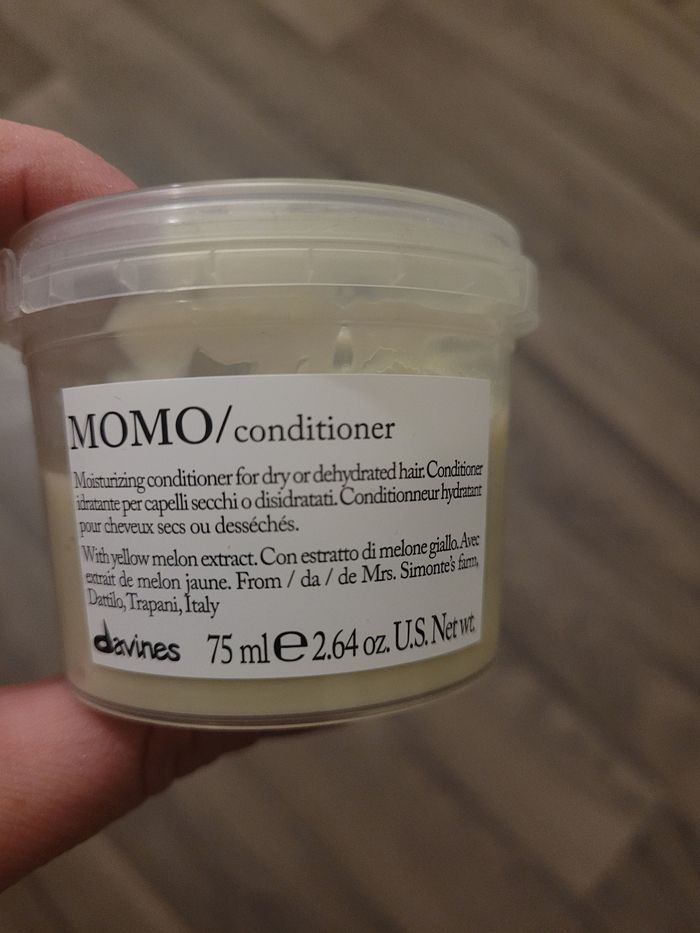 MOMO/conditioner
Moisturizing conditioner for dry or dehydrated hair. Conditioner
idratante per capelli secchi o disidratati. Conditionneur hydratant
pour cheveux secs ou desséchés.
With yellow melon extract. Con estratto di melone giallo. Avec
extrait de melon jaune. From / da / de Mrs. Simonte's farm,
Dattilo, Trapani, Italy
davines 75 ml e 2.64 oz. U.S. Net wt.